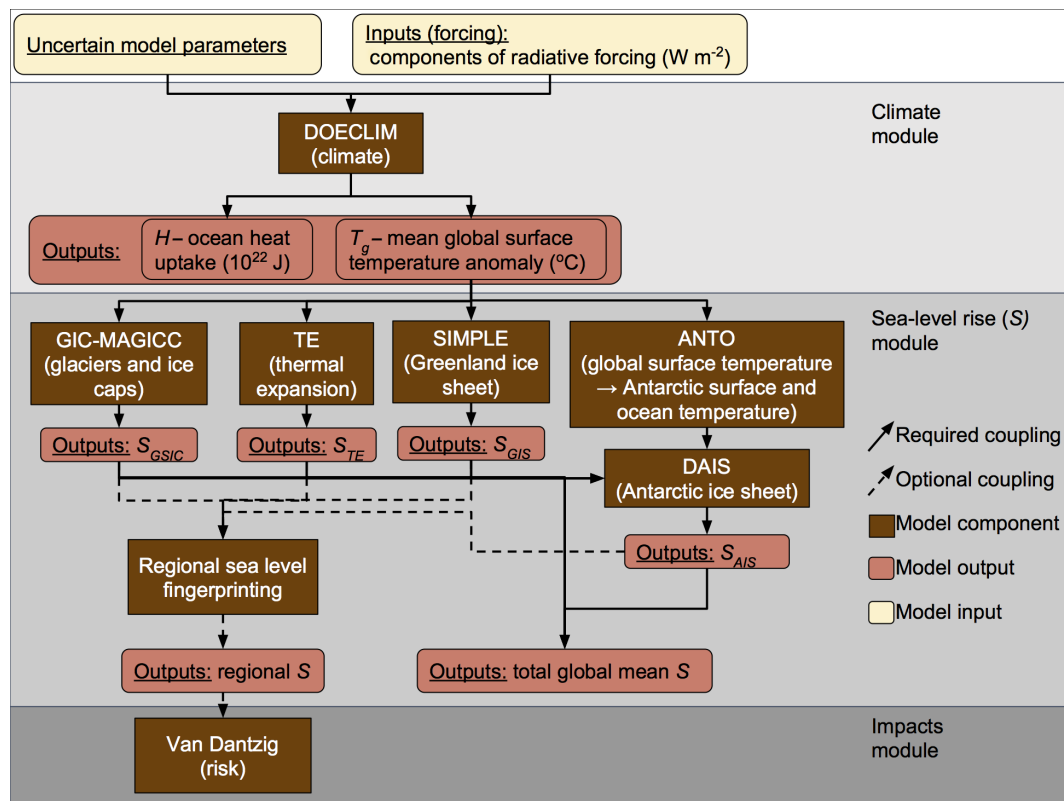 Uncertain model parameters
Inputs (forcing):
components of radiative forcing (W m-2)
Climate
module
DOECLIM
(climate)
Outputs:
H – ocean heat
uptake (10²² J)
Tg – mean global surface
temperature anomaly (ºC)
Sea-level rise (S)
module
GIC-MAGICC
(glaciers and ice
caps)
TE
(thermal
expansion)
SIMPLE
(Greenland ice
sheet)
ANTO
(global surface temperature
→ Antarctic surface and
ocean temperature)
Outputs: SGSIC
Outputs: STE
Outputs: SGIS
DAIS
(Antarctic ice sheet)
Outputs: SAIS
Required coupling
Optional coupling
Model component
Model output
Model input
Regional sea level
fingerprinting
Outputs: regional S
Outputs: total global mean S
Van Dantzig
(risk)
Impacts
module